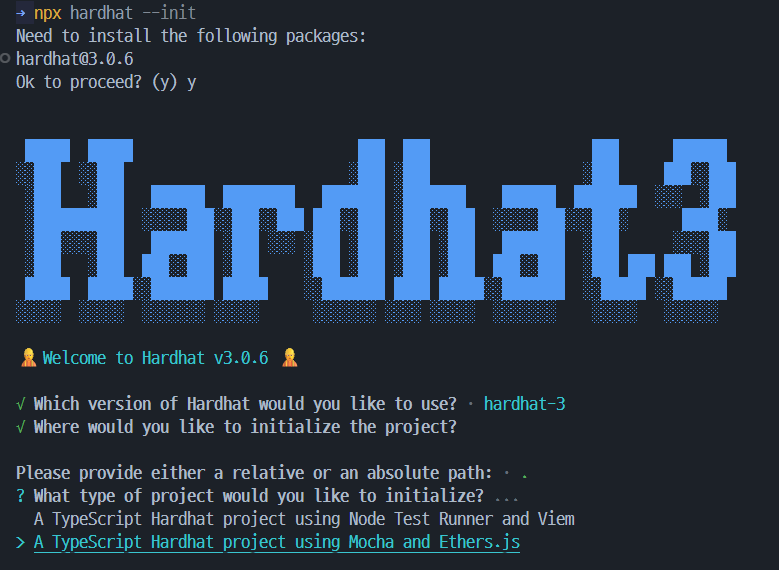 → npx hardhat --init
Need to install the following packages:
hardhat@3.0.6
Ok to proceed? (y) y
Hardhat 3
Welcome to Hardhat v3.0.6
√ Which version of Hardhat would you like to use? · hardhat-3
√ Where would you like to initialize the project?
Please provide either a relative or an absolute path: · .
? What type of project would you like to initialize? ...
A TypeScript Hardhat project using Node Test Runner and Viem
> A TypeScript Hardhat project using Mocha and Ethers.js